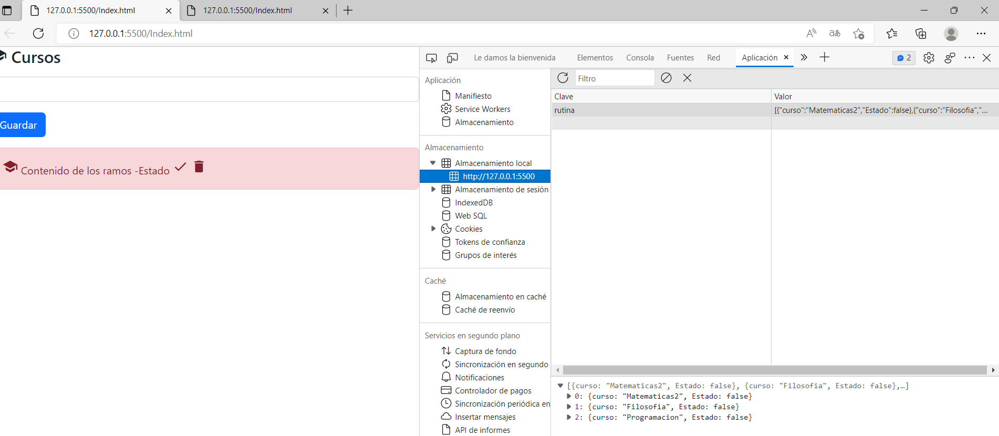 127.0.0.1:5500/Index.html
127.0.0.1:5500/Index.html
127.0.0.1:5500/Index.html
Cursos
Guardar
Contenido de los ramos -Estado
Le damos la bienvenida Elementos Consola Fuentes Red Aplicación 2
Aplicación
Manifiesto
Service Workers
Almacenamiento
Almacenamiento
Almacenamiento local
http://127.0.0.1:5500
Almacenamiento de sesión
IndexedDB
Web SQL
Cookies
Tokens de confianza
Grupos de interés
Caché
Almacenamiento en caché
Caché de reenvío
Servicios en segundo plano
Captura de fondo
Sincronización en segundo
Notificaciones
Controlador de pagos
Sincronización periódica en
Insertar mensajes
API de informes
Filtro
Clave Valor
rutina [{"curso":"Matematicas2","Estado":false},{"curso":"Filosofia","...
[{curso: "Matematicas2", Estado: false}, {curso: "Filosofia", Estado: false},…]
0: {curso: "Matematicas2", Estado: false}
1: {curso: "Filosofia", Estado: false}
2: {curso: "Programacion", Estado: false}